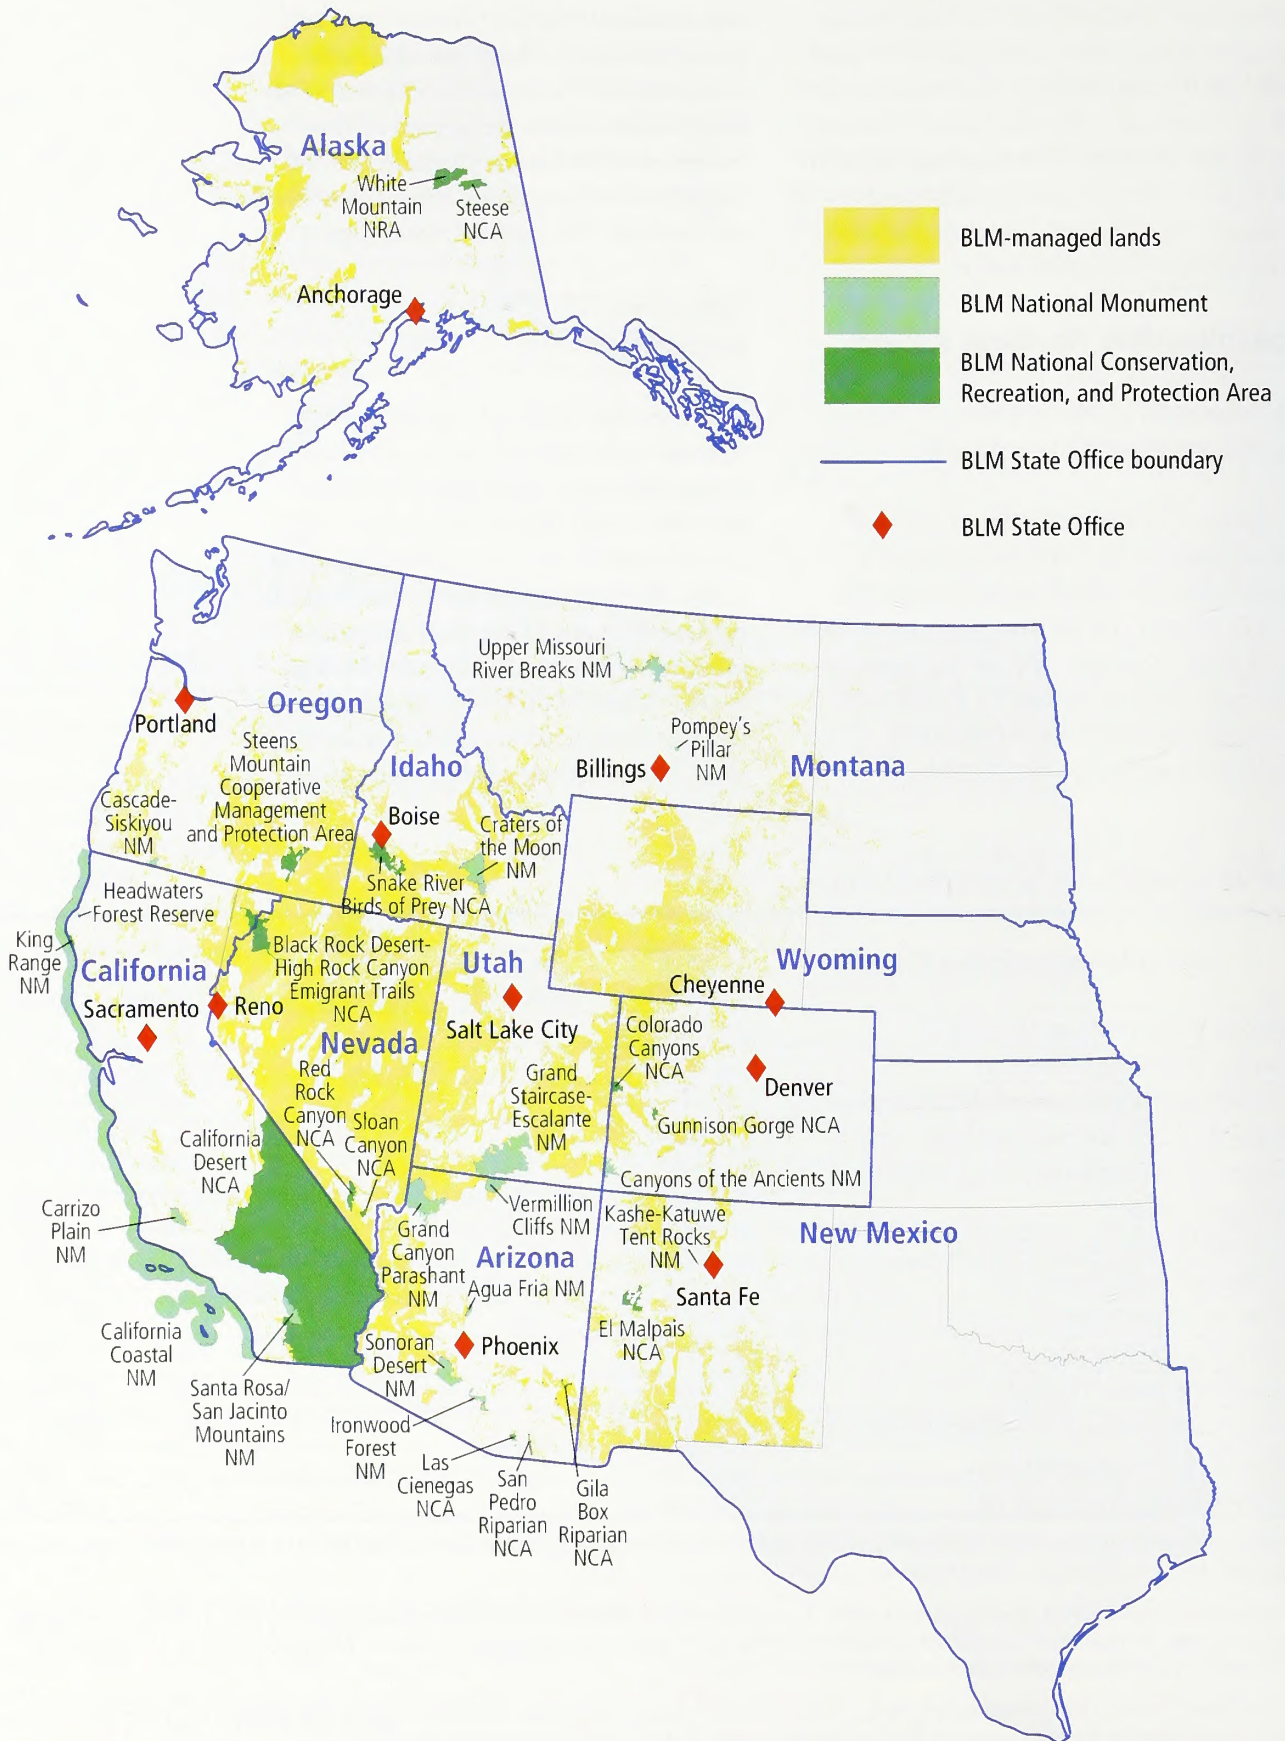 Alaska
White
Mountain
NRA
Steese
NCA
Anchorage
BLM-managed lands
BLM National Monument
BLM National Conservation,
Recreation, and Protection Area
BLM State Office boundary
BLM State Office
Upper Missouri
River Breaks NM
Portland
Oregon
Steens
Mountain
Cooperative
Management
and Protection Area
Cascade-
Siskiyou
NM
Idaho
Boise
Billings
Pompey's
Pillar
NM
Montana
Craters of
the Moon
NM
Snake River
Birds of Prey NCA
Headwaters
Forest Reserve
King
Range
NM
California
Sacramento
Reno
Black Rock Desert-
High Rock Canyon
Emigrant Trails
NCA
Nevada
Utah
Salt Lake City
Wyoming
Cheyenne
Colorado
Canyons
NCA
Denver
Gunnison Gorge NCA
Canyons of the Ancients NM
Red
Rock
Canyon
NCA
Sloan
Canyon
NCA
Grand
Staircase-
Escalante
NM
California
Desert
NCA
Carrizo
Plain
NM
Grand
Canyon
Parashant
NM
Vermillion
Cliffs NM
Arizona
Agua Fria NM
Kashe-Katuwe
Tent Rocks
NM
New Mexico
Santa Fe
El Malpais
NCA
California
Coastal
NM
Santa Rosa/
San Jacinto
Mountains
NM
Sonoran
Desert
NM
Phoenix
Ironwood
Forest
NM
Las
Cienegas
NCA
San
Pedro
Riparian
NCA
Gila
Box
Riparian
NCA